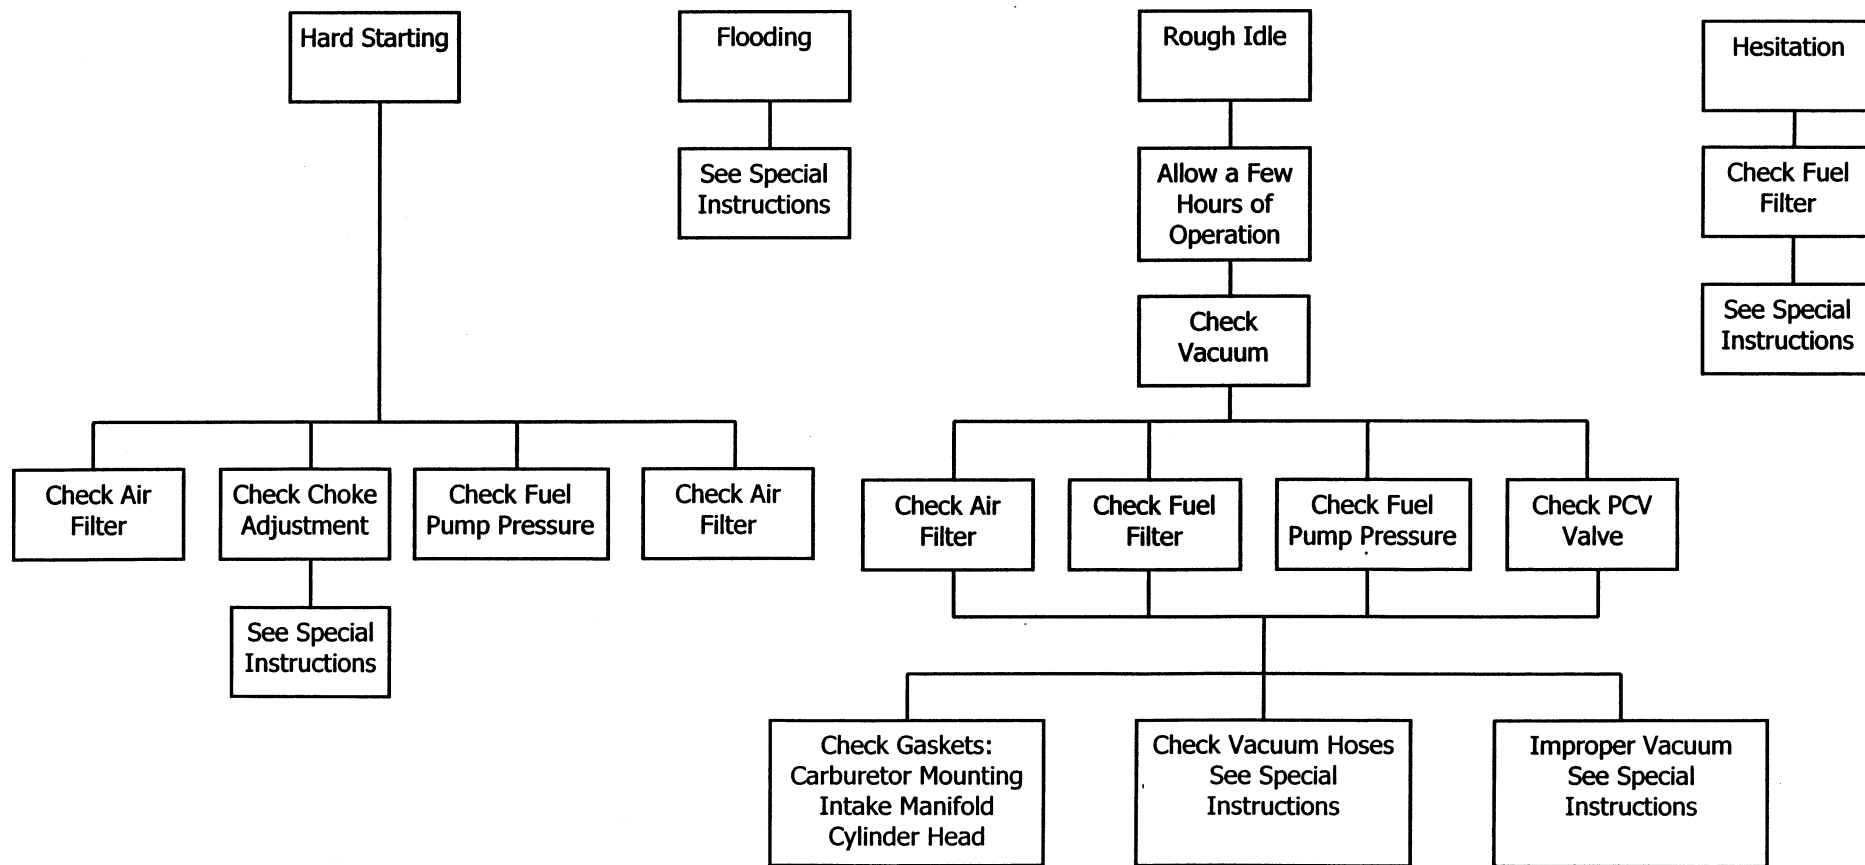 Hard Starting
Flooding
Rough Idle
Hesitation
See Special
Instructions
Allow a Few
Hours of
Operation
Check Fuel
Filter
Check
Vacuum
See Special
Instructions
Check Air
Filter
Check Choke
Adjustment
Check Fuel
Pump Pressure
Check Air
Filter
Check Air
Filter
Check Fuel
Filter
Check Fuel
Pump Pressure
Check PCV
Valve
See Special
Instructions
Check Gaskets:
Carburetor Mounting
Intake Manifold
Cylinder Head
Check Vacuum Hoses
See Special
Instructions
Improper Vacuum
See Special
Instructions